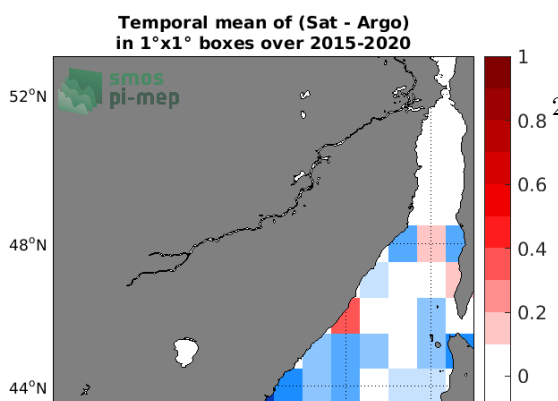 Temporal mean of (Sat - Argo)
in 1°x1° boxes over 2015-2020
smos
pi-mep
52°N
48°N
44°N
1
0.8
0.6
0.4
0.2
0
2